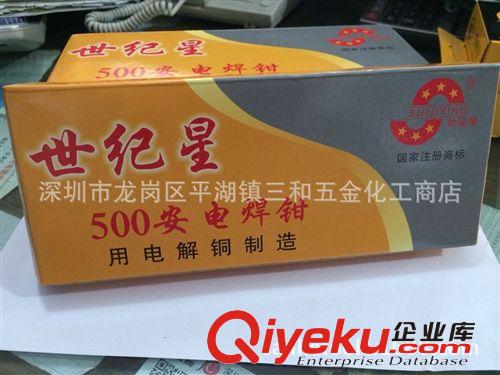 500安电焊钳
世纪星
SHIJIXING
世纪星
®
国家注册商标
深圳市龙岗区平湖镇三和五金化工商店
500安电焊钳
用电解铜制造
Qiyeku.com
企业库
Enterprise Database